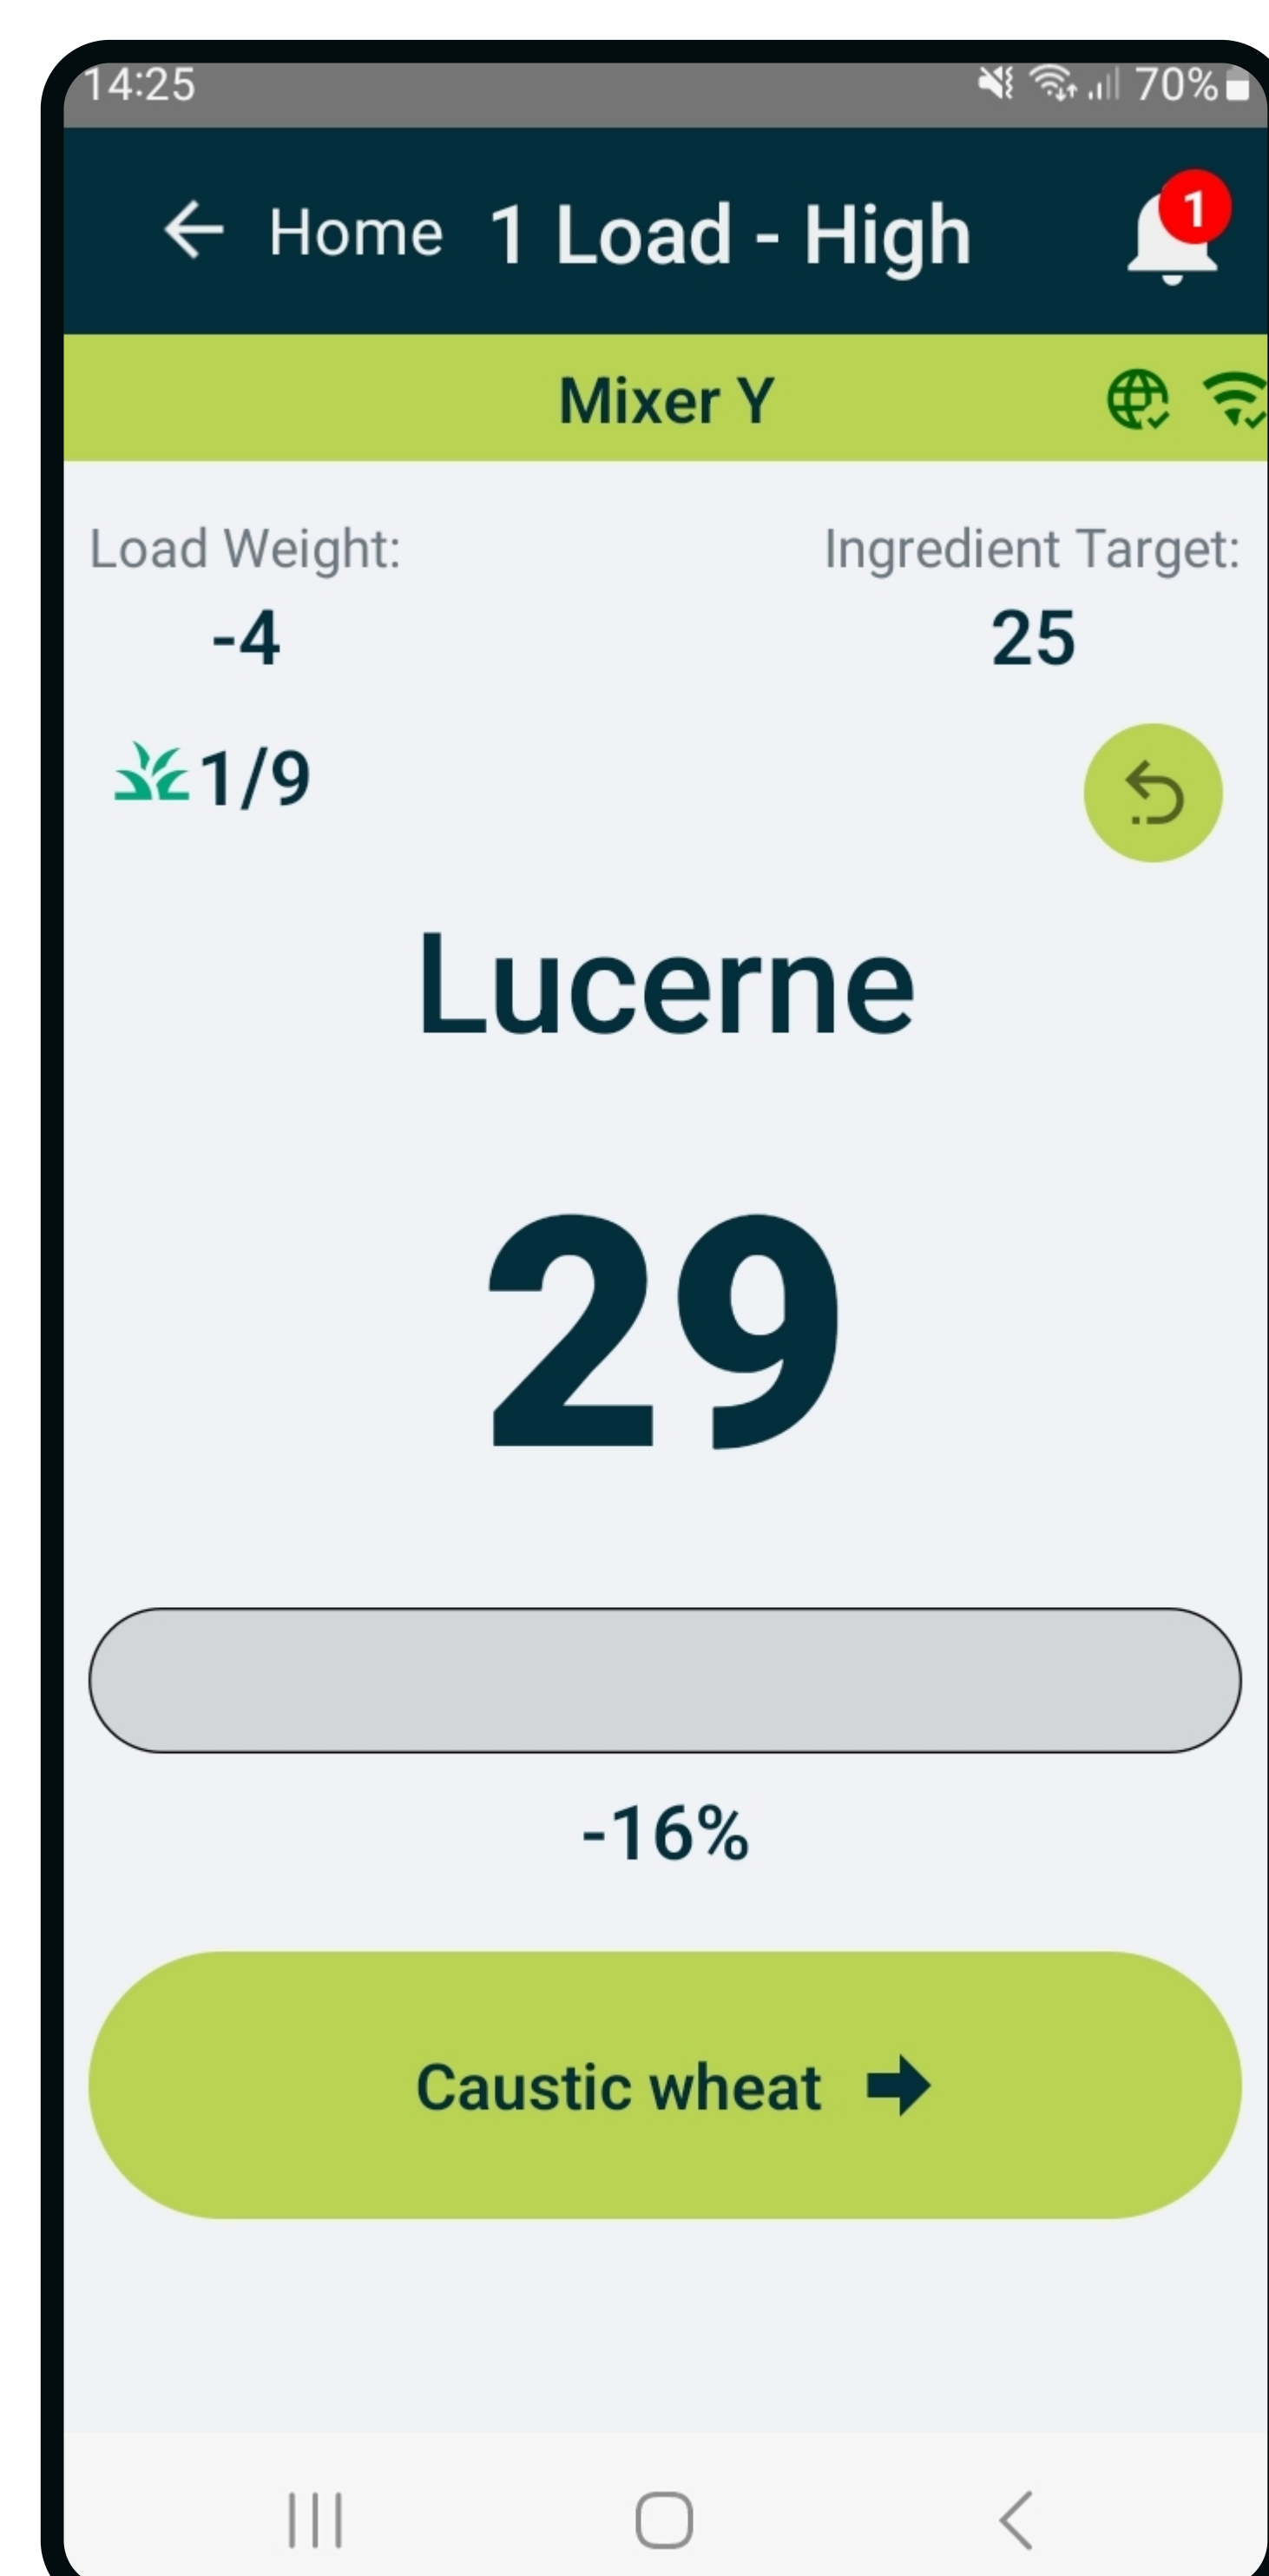 14:25 70%
Home 1 Load - High 1
Mixer Y
Load Weight: Ingredient Target:
-4 25
1/9
Lucerne
29
-16%
Caustic wheat